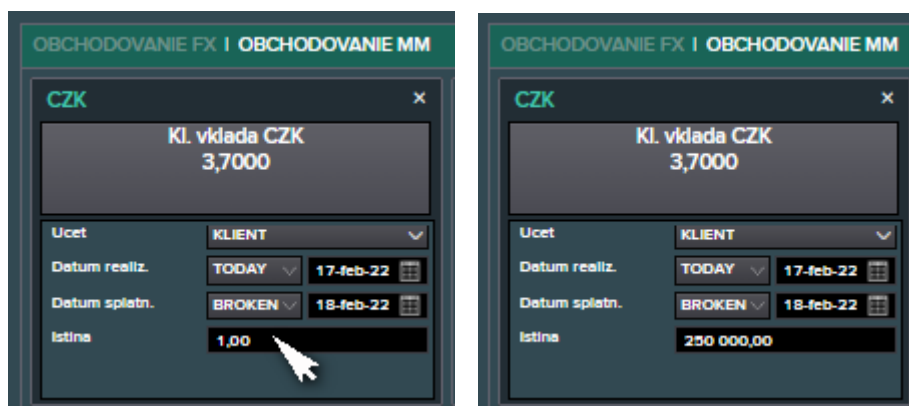 OBCHODOVANIE FX I OBCHODOVANIE MM
CZK ×
Kl. vklada CZK
3,7000
Ucet KLIENT
Datum realiz. TODAY 17-feb-22
Datum splatn. BROKEN 18-feb-22
Istina 1,00
OBCHODOVANIE FX I OBCHODOVANIE MM
CZK ×
Kl. vklada CZK
3,7000
Ucet KLIENT
Datum realiz. TODAY 17-feb-22
Datum splatn. BROKEN 18-feb-22
Istina 250 000,00